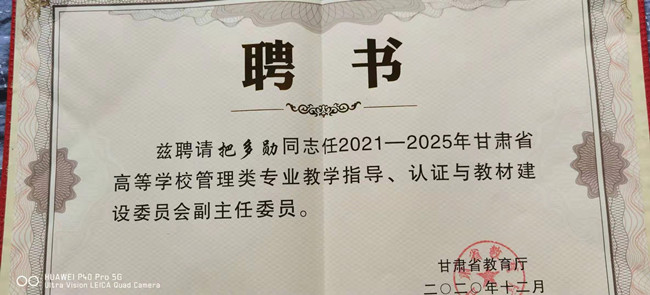 聘书
兹聘请把多勋同志任2021—2025年甘肃省
高等学校管理类专业教学指导、认证与教材建
设委员会副主任委员。
甘肃省教育厅
二〇二〇年十二月
HUAWEI P40 Pro 5G
Ultra Vision LEICA Quad Camera